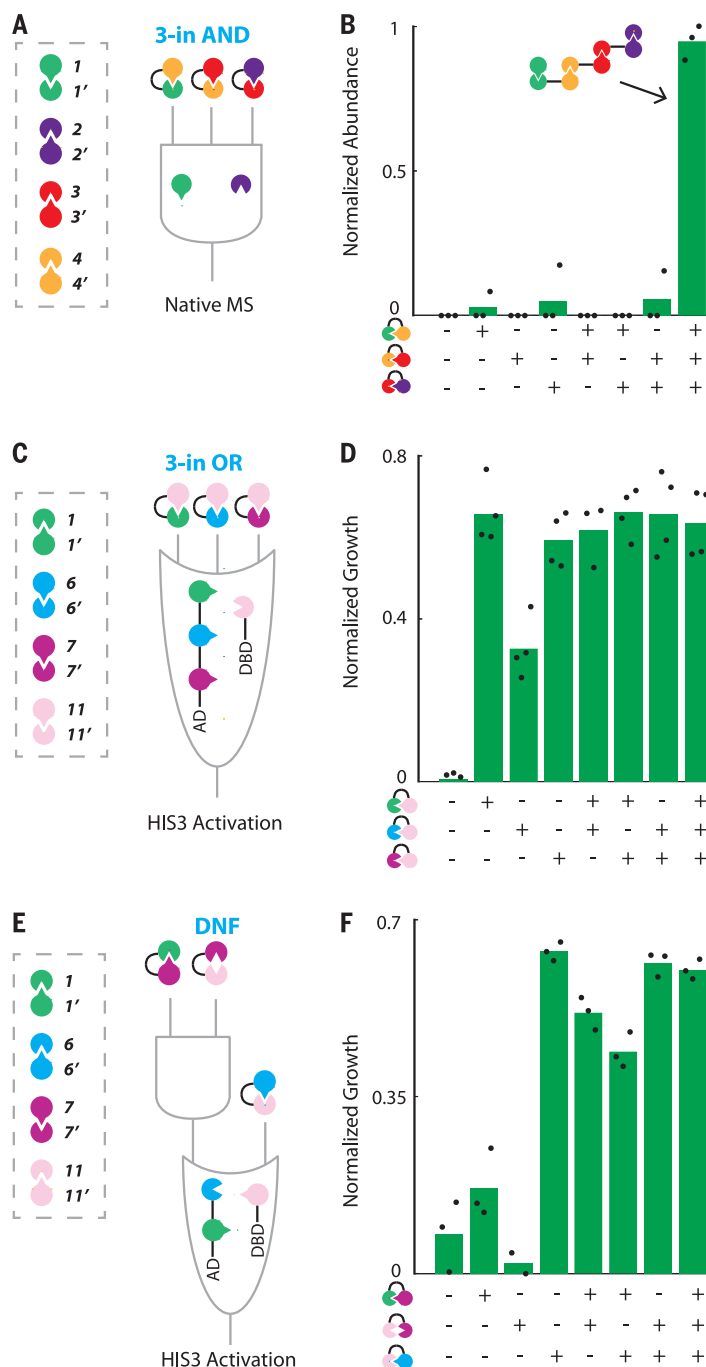 A
3-in AND
1
1′
2
2′
3
3′
4
4′
Native MS
B
Normalized Abundance
1
0.5
0
- + - - + + - +
- - + - + - + +
- - - + - + + +
C
3-in OR
1
1′
6
6′
7
7′
11
11′
AD
DBD
HIS3 Activation
D
Normalized Growth
0.8
0.4
0
- + - - + + - +
- - + - + - + +
- - - + - + + +
E
DNF
1
1′
6
6′
7
7′
11
11′
AD
DBD
HIS3 Activation
F
Normalized Growth
0.7
0.35
0
- + - - + + - +
- - + - + - + +
- - - + - + + +